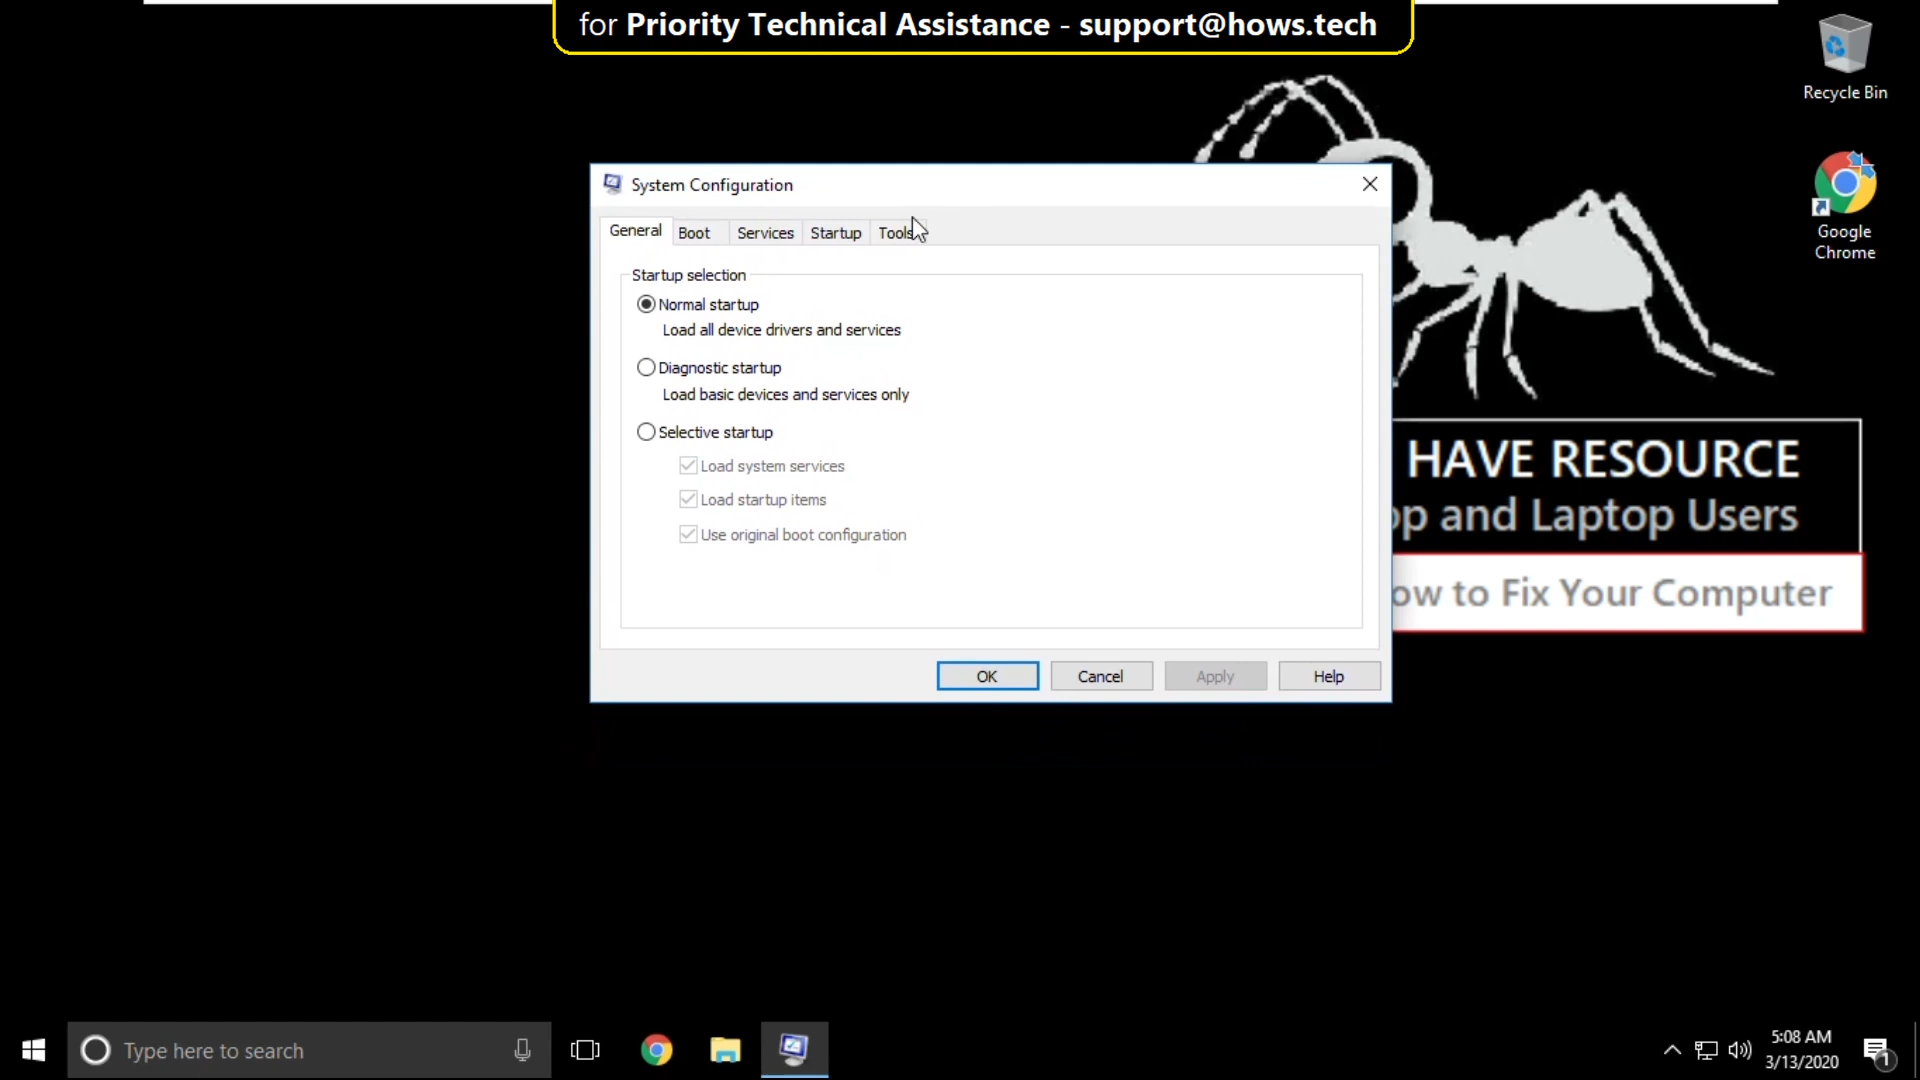 for Priority Technical Assistance - support@hows.tech
Recycle Bin
Google
Chrome
System Configuration
General
Boot
Services
Startup
Tools
Startup selection
Normal startup
Load all device drivers and services
Diagnostic startup
Load basic devices and services only
Selective startup
Load system services
Load startup items
Use original boot configuration
OK
Cancel
Apply
Help
HAVE RESOURCE
op and Laptop Users
ow to Fix Your Computer
Type here to search
5:08 AM
3/13/2020
1